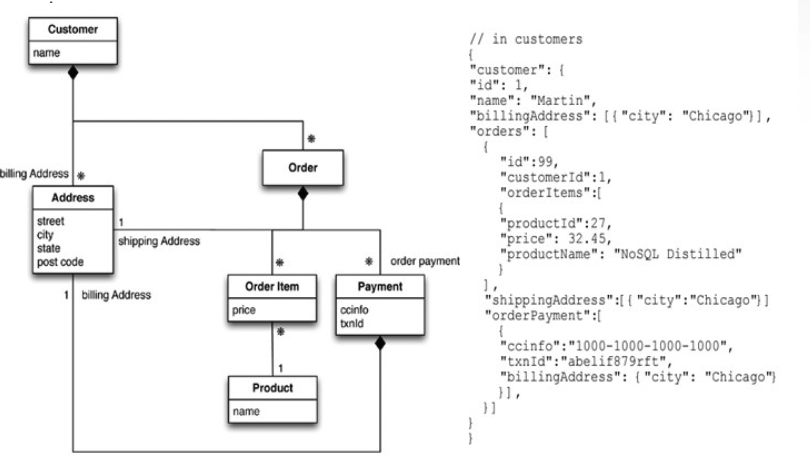 Customer
name
*
Order
billing Address *
Address
street
city
state
post code
1
shipping Address
* * order payment
1 billing Address
Order Item
price
Payment
ccinfo
txnId
*
1
Product
name
// in customers
{
"customer": {
"id": 1,
"name": "Martin",
"billingAddress": [{"city": "Chicago"}],
"orders": [
{
"id":99,
"customerId":1,
"orderItems":[
{
"productId":27,
"price": 32.45,
"productName": "NoSQL Distilled"
}
],
"shippingAddress":[{"city":"Chicago"}]
"orderPayment":[
{
"ccinfo":"1000-1000-1000-1000",
"txnId":"abelif879rft",
"billingAddress": {"city": "Chicago"}
}],
}]
}
}